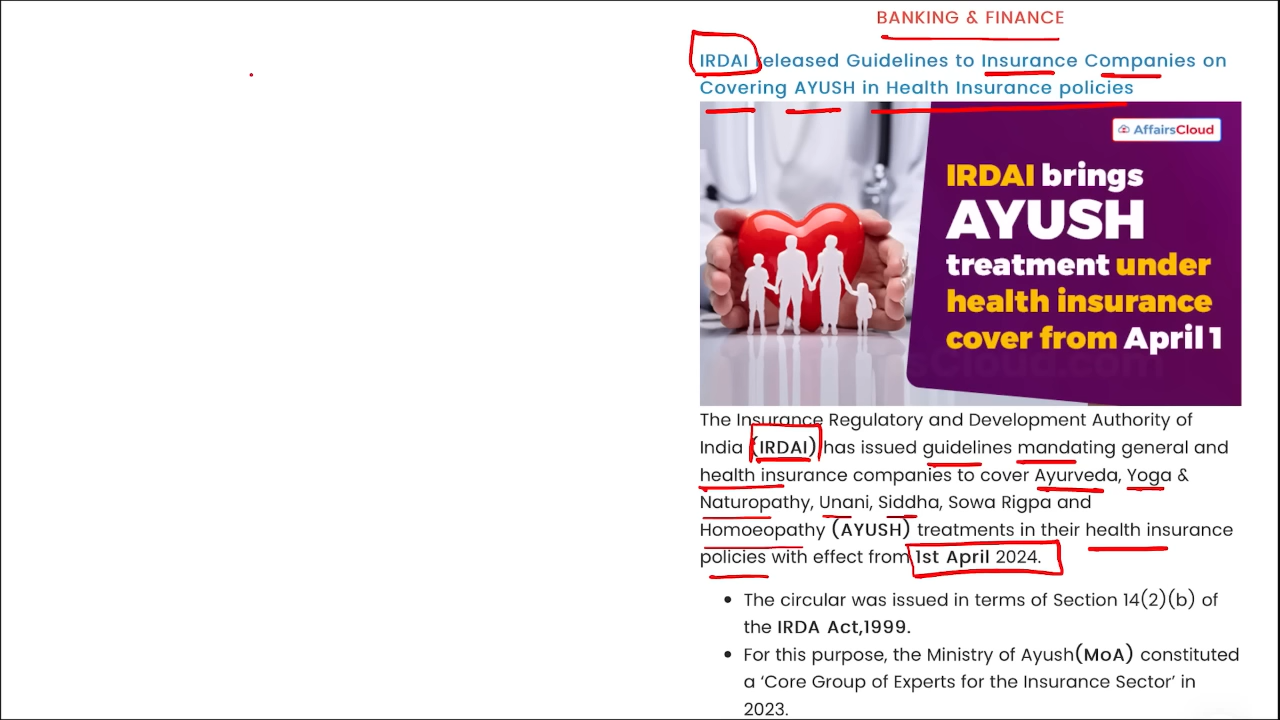 BANKING & FINANCE
IRDAI released Guidelines to Insurance Companies on
Covering AYUSH in Health Insurance policies
AffairsCloud
IRDAI brings
AYUSH
treatment under
health insurance
cover from April 1
The Insurance Regulatory and Development Authority of
India (IRDAI) has issued guidelines mandating general and
health insurance companies to cover Ayurveda, Yoga &
Naturopathy, Unani, Siddha, Sowa Rigpa and
Homoeopathy (AYUSH) treatments in their health insurance
policies with effect from 1st April 2024.
• The circular was issued in terms of Section 14(2)(b) of
the IRDA Act,1999.
• For this purpose, the Ministry of Ayush(MoA) constituted
a ‘Core Group of Experts for the Insurance Sector’ in
2023.